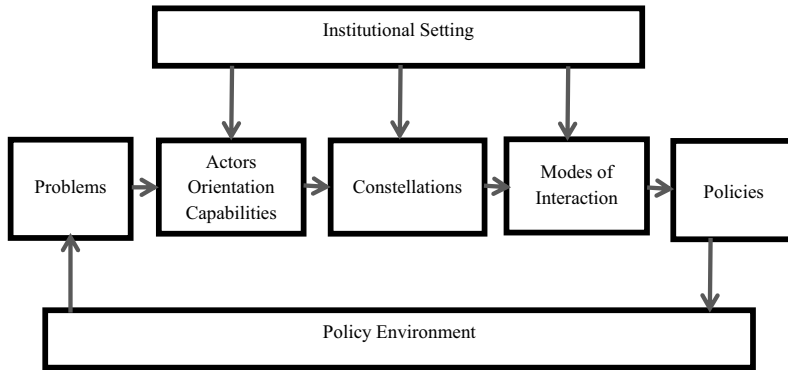 Institutional Setting
Problems
Actors
Orientation
Capabilities
Constellations
Modes of
Interaction
Policies
Policy Environment